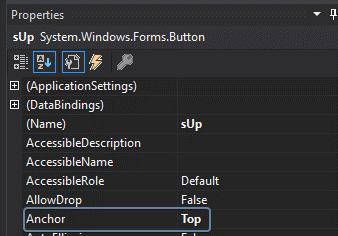 Properties
sUp System.Windows.Forms.Button
(ApplicationSettings)
(DataBindings)
(Name) sUp
AccessibleDescription
AccessibleName
AccessibleRole Default
AllowDrop False
Anchor Top